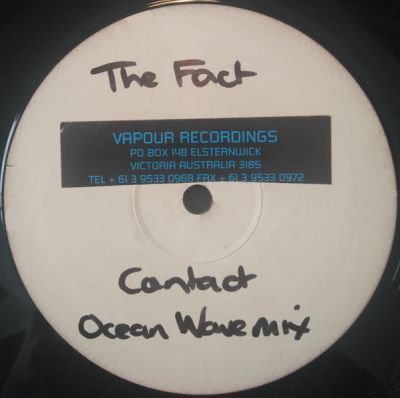 The Fact
VAPOUR RECORDINGS
PO BOX 148 ELSTERNWICK
VICTORIA AUSTRALIA 3185
TEL + 61 3 9533 0968 FAX + 61 3 9533 0972
Contact
Ocean Wave Mix